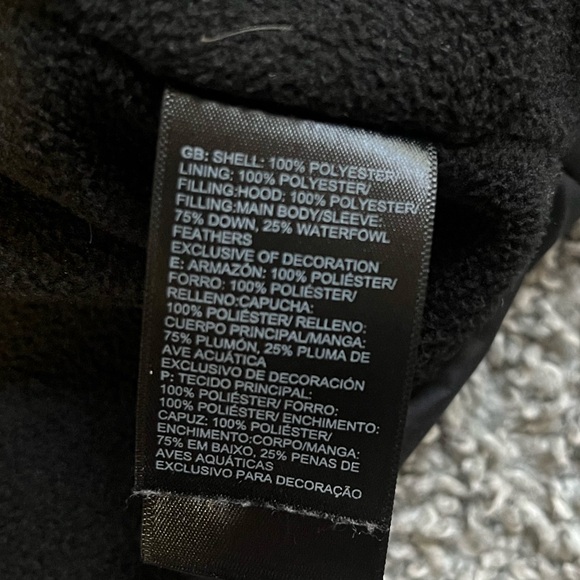 GB: SHELL: 100% POLYESTER/
LINING: 100% POLYESTER/
FILLING:HOOD: 100% POLYESTER/
FILLING:MAIN BODY/SLEEVE:
75% DOWN, 25% WATERFOWL
FEATHERS
EXCLUSIVE OF DECORATION
E: ARMAZÓN: 100% POLIÉSTER/
FORRO: 100% POLIÉSTER/
RELLENO:CAPUCHA:
100% POLIÉSTER/ RELLENO:
CUERPO PRINCIPAL/MANGA:
75% PLUMÓN, 25% PLUMA DE
AVE ACUÁTICA
EXCLUSIVO DE DECORACIÓN
P: TECIDO PRINCIPAL:
100% POLIÉSTER/ FORRO:
100% POLIÉSTER/ENCHIMENTO:
CAPUZ: 100% POLIÉSTER/
ENCHIMENTO:CORPO/MANGA:
75% EM BAIXO, 25% PENAS DE
AVES AQUÁTICAS
EXCLUSIVO PARA DECORAÇÃO